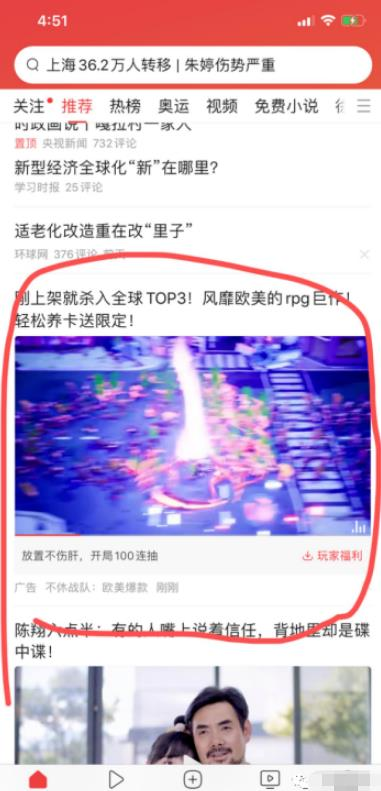 4:51
上海36.2万人转移 | 朱婷伤势严重
关注 推荐 热榜 奥运 视频 免费小说
置顶 央视新闻 732评论
新型经济全球化“新”在哪里?
学习时报 25评论
适老化改造重在改“里子”
环球网 376评论
刚上架就杀入全球TOP3!风靡欧美的rpg巨作!
轻松养卡送限定!
放置不伤肝,开局100连抽 玩家福利
广告 不休战队:欧美爆款 刚刚
陈翔六点半:有的人嘴上说着信任,背地里却是碟
中谍!